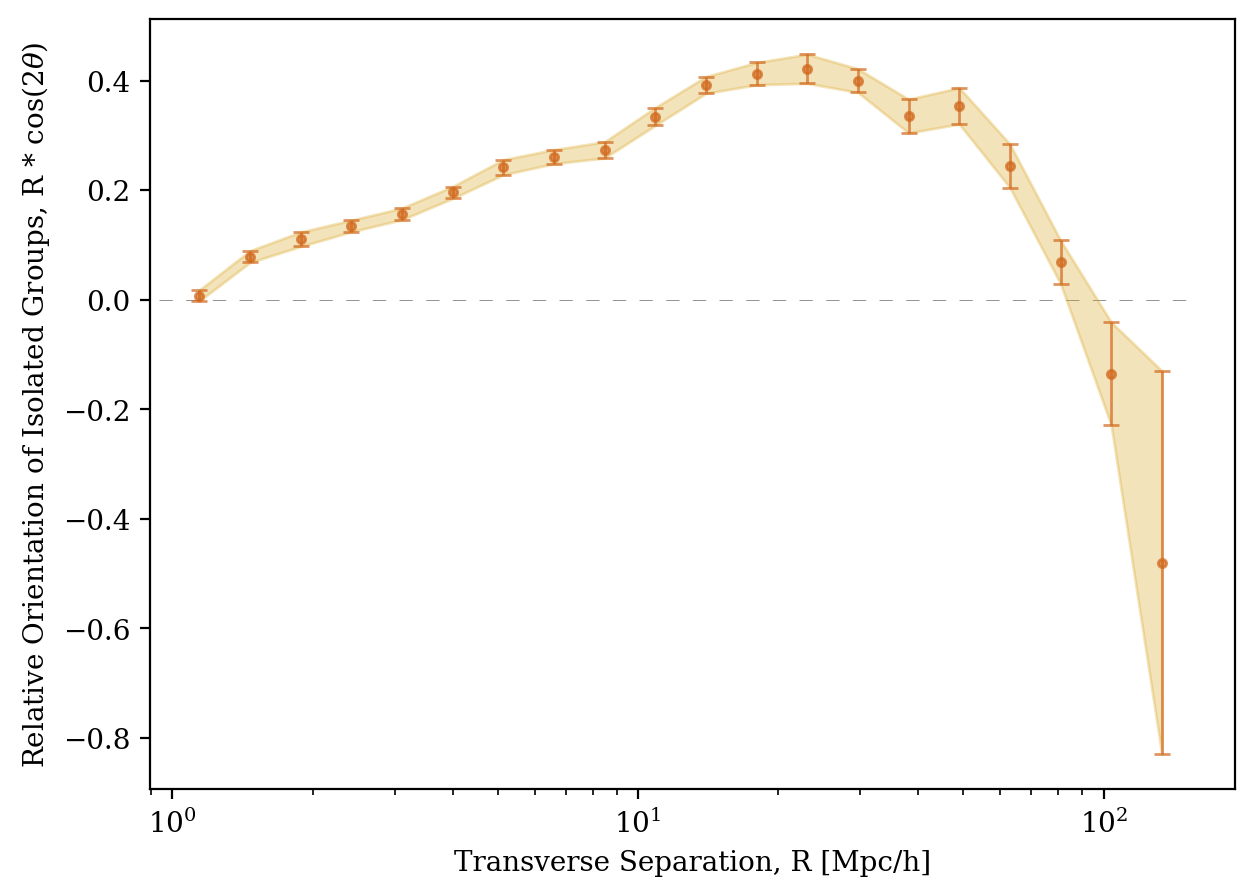 Relative Orientation of Isolated Groups, R * cos(2θ)
0.4
0.2
0.0
−0.2
−0.4
−0.6
−0.8
10⁰ 10¹ 10²
Transverse Separation, R [Mpc/h]